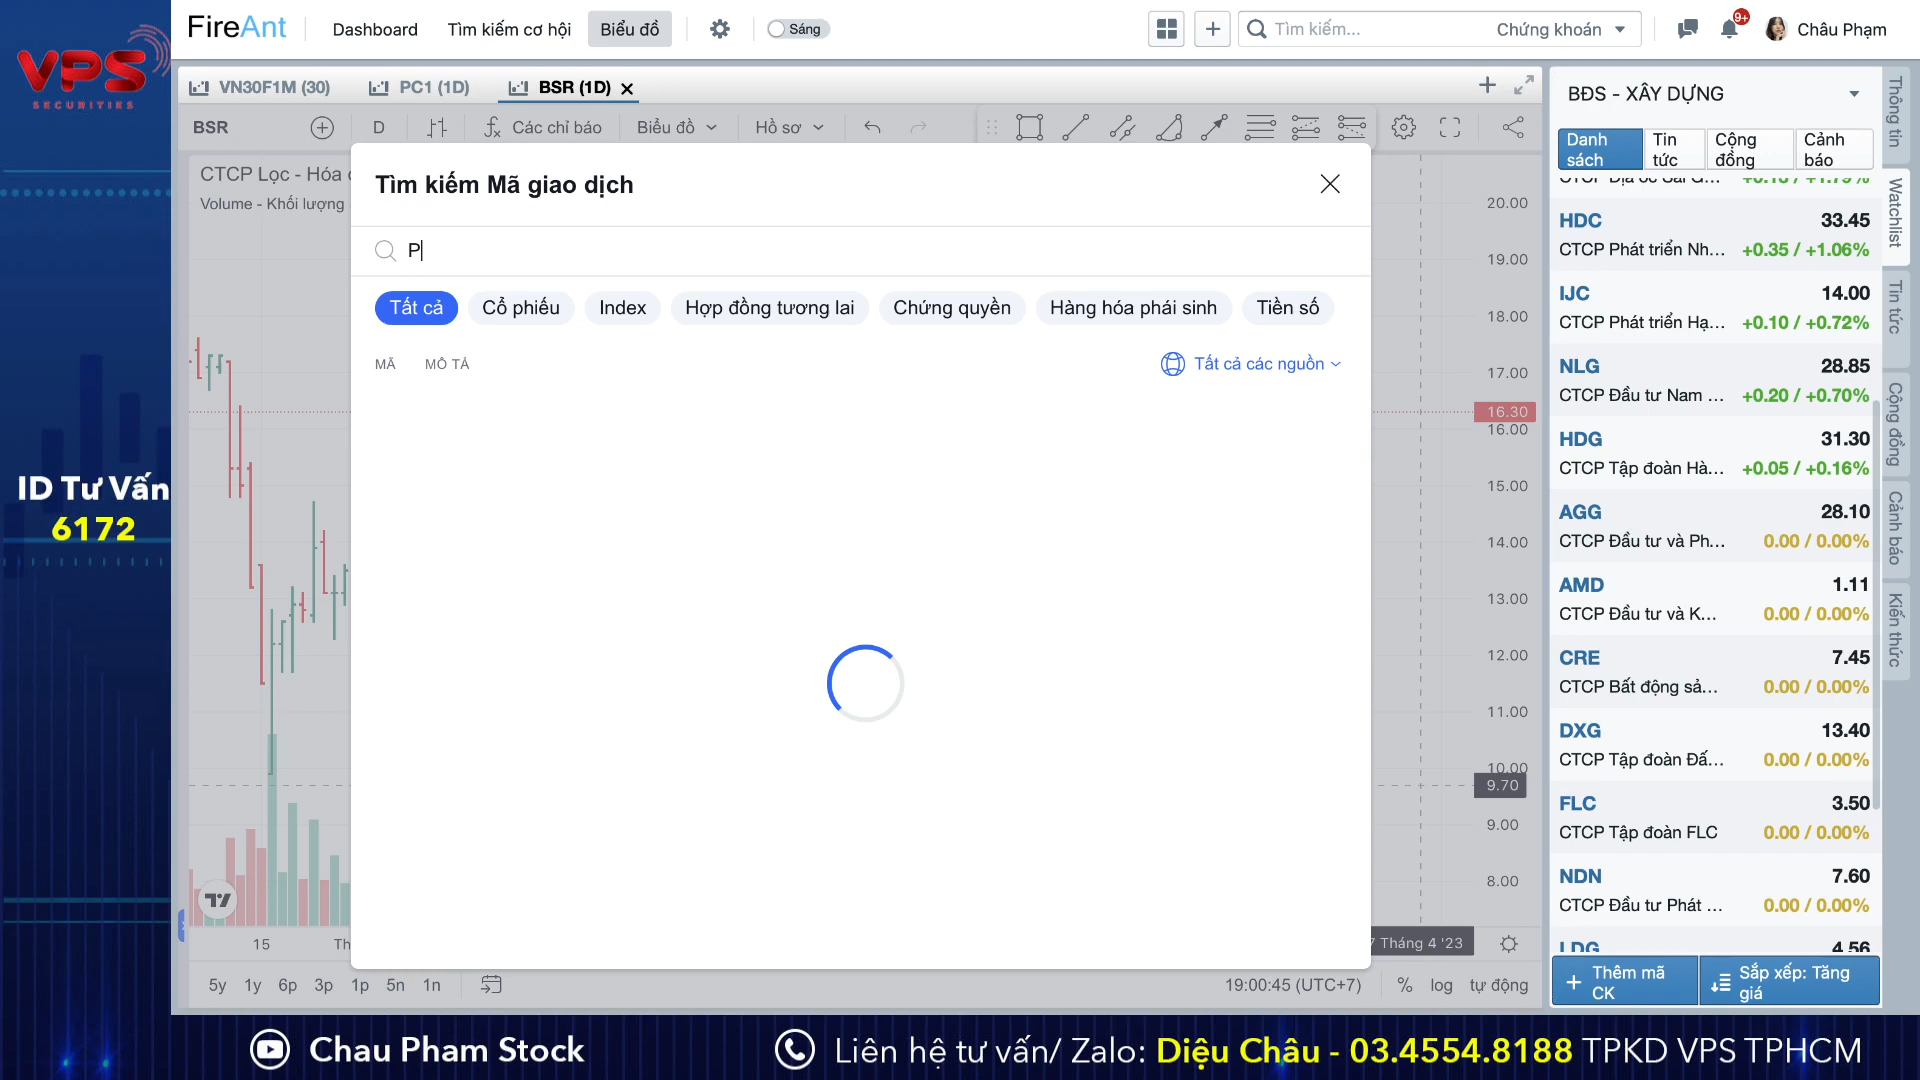 VPS
SECURITIES
ID Tư Vấn
6172
FireAnt
Dashboard
Tìm kiếm cơ hội
Biểu đồ
Sáng
Tìm kiếm...
Chứng khoán
9+
Châu Phạm
VN30F1M (30)
PC1 (1D)
BSR (1D)
BSR
D
Các chỉ báo
Biểu đồ
Hồ sơ
CTCP Lọc - Hóa
Volume - Khối lượng
Tìm kiếm Mã giao dịch
P
Tất cả
Cổ phiếu
Index
Hợp đồng tương lai
Chứng quyền
Hàng hóa phái sinh
Tiền số
MÃ
MÔ TẢ
Tất cả các nguồn
20.00
19.00
18.00
17.00
16.30
16.00
15.00
14.00
13.00
12.00
11.00
10.00
9.70
9.00
8.00
15
Th
7 Tháng 4 '23
5y
1y
6p
3p
1p
5n
1n
19:00:45 (UTC+7)
%
log
tự động
BĐS - XÂY DỰNG
Danh sách
Tin tức
Cộng đồng
Cảnh báo
HDC 33.45
CTCP Phát triển Nh... +0.35 / +1.06%
IJC 14.00
CTCP Phát triển Hạ... +0.10 / +0.72%
NLG 28.85
CTCP Đầu tư Nam ... +0.20 / +0.70%
HDG 31.30
CTCP Tập đoàn Hà... +0.05 / +0.16%
AGG 28.10
CTCP Đầu tư và Ph... 0.00 / 0.00%
AMD 1.11
CTCP Đầu tư và K... 0.00 / 0.00%
CRE 7.45
CTCP Bất động sả... 0.00 / 0.00%
DXG 13.40
CTCP Tập đoàn Đấ... 0.00 / 0.00%
FLC 3.50
CTCP Tập đoàn FLC 0.00 / 0.00%
NDN 7.60
CTCP Đầu tư Phát ... 0.00 / 0.00%
LDG 4.56
Thêm mã CK
Sắp xếp: Tăng giá
Thông tin
Watchlist
Tin tức
Cộng đồng
Cảnh báo
Kiến thức
Chau Pham Stock
Liên hệ tư vấn/ Zalo: Diệu Châu - 03.4554.8188 TPKD VPS TPHCM